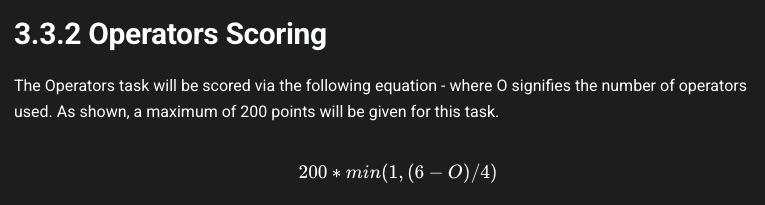 3.3.2 Operators Scoring
The Operators task will be scored via the following equation - where O signifies the number of operators
used. As shown, a maximum of 200 points will be given for this task.
200 * min(1, (6 − O)/4)